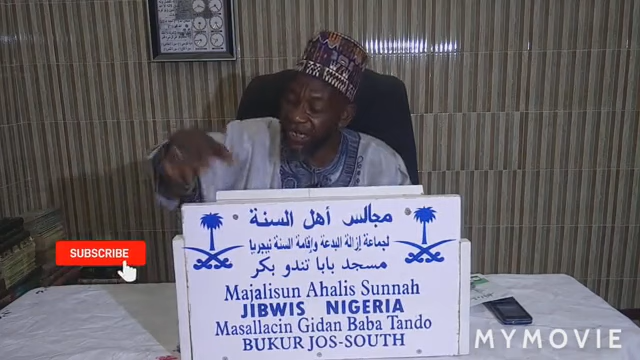 مجالس أهل السنة
لجماعة إزالة البدعة وإقامة السنة نيجريا
مسجد بابا تندو بكر
Majalisun Ahalis Sunnah
JIBWIS NIGERIA
Masallacin Gidan Baba Tando
BUKUR JOS-SOUTH
SUBSCRIBE
MYMOVIE